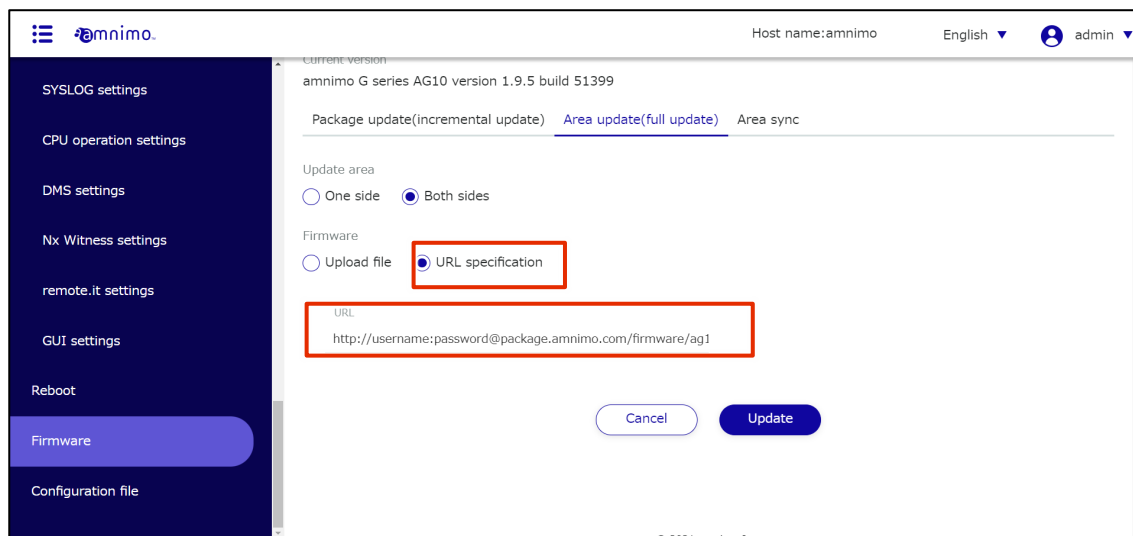 amnimo
Host name:amnimo
English ▼
admin ▼
SYSLOG settings
CPU operation settings
DMS settings
Nx Witness settings
remote.it settings
GUI settings
Reboot
Firmware
Configuration file
Current version
amnimo G series AG10 version 1.9.5 build 51399
Package update(incremental update) Area update(full update) Area sync
Update area
One side Both sides
Firmware
Upload file URL specification
URL
http://username:password@package.amnimo.com/firmware/ag1
Cancel Update